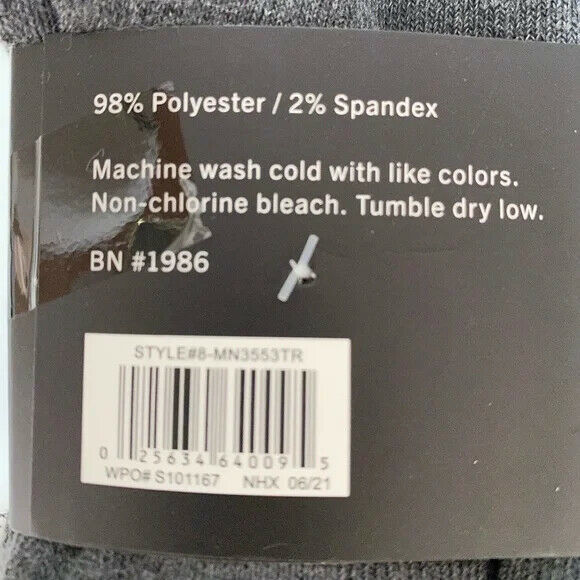 98% Polyester / 2% Spandex
Machine wash cold with like colors.
Non-chlorine bleach. Tumble dry low.
BN #1986
STYLE#8-MN3553TR
0 25634 64009 5
WPO# S101167 NHX 06/21